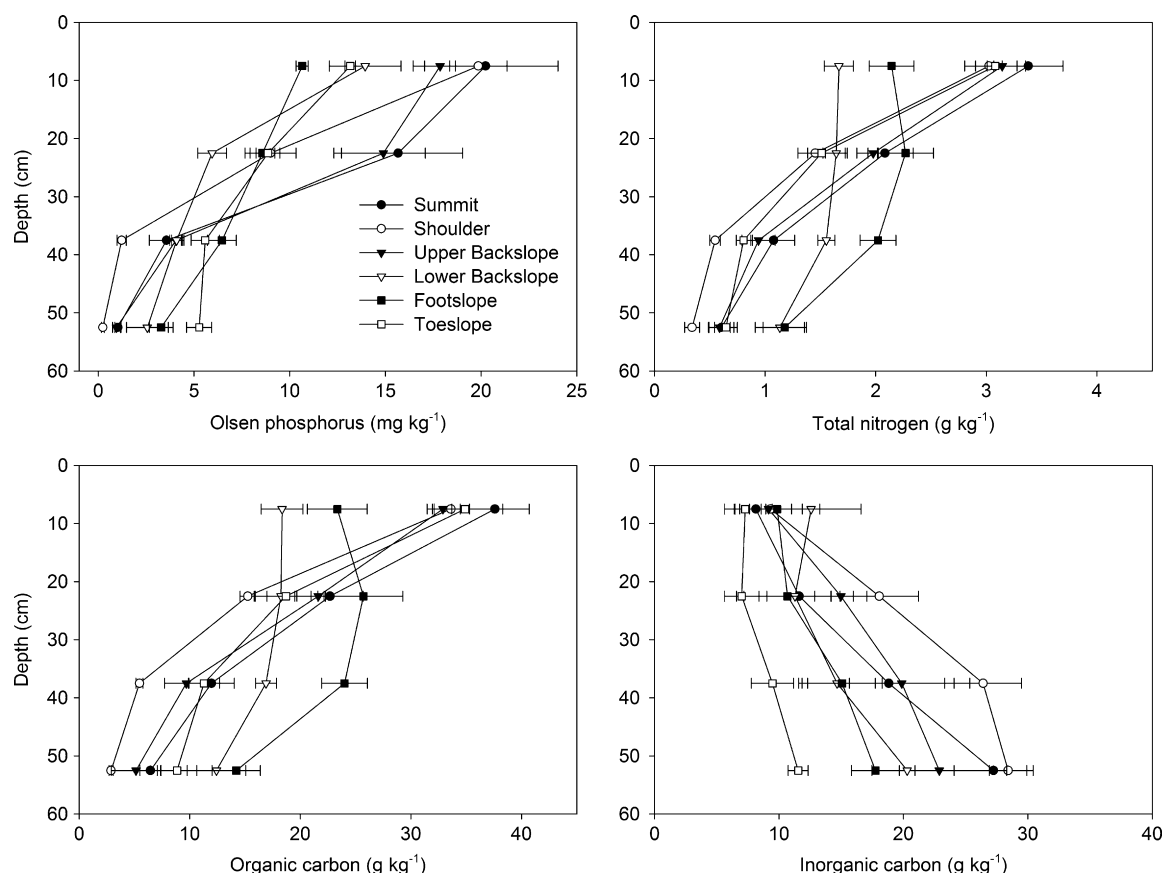 0
10
20
30
40
50
60
Depth (cm)
0 5 10 15 20 25
Olsen phosphorus (mg kg⁻¹)
Summit
Shoulder
Upper Backslope
Lower Backslope
Footslope
Toeslope
0
10
20
30
40
50
60
0 1 2 3 4
Total nitrogen (g kg⁻¹)
0
10
20
30
40
50
60
Depth (cm)
0 10 20 30 40
Organic carbon (g kg⁻¹)
0
10
20
30
40
50
60
0 10 20 30 40
Inorganic carbon (g kg⁻¹)